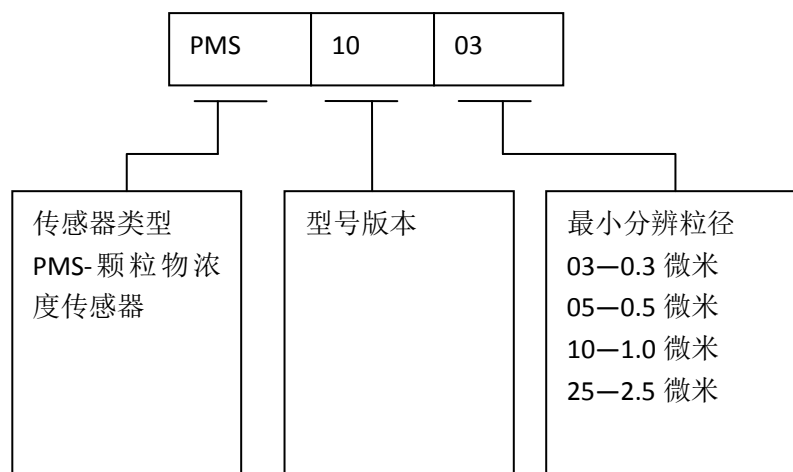 PMS 10 03
传感器类型
PMS-颗粒物浓
度传感器
型号版本
最小分辨粒径
03—0.3 微米
05—0.5 微米
10—1.0 微米
25—2.5 微米